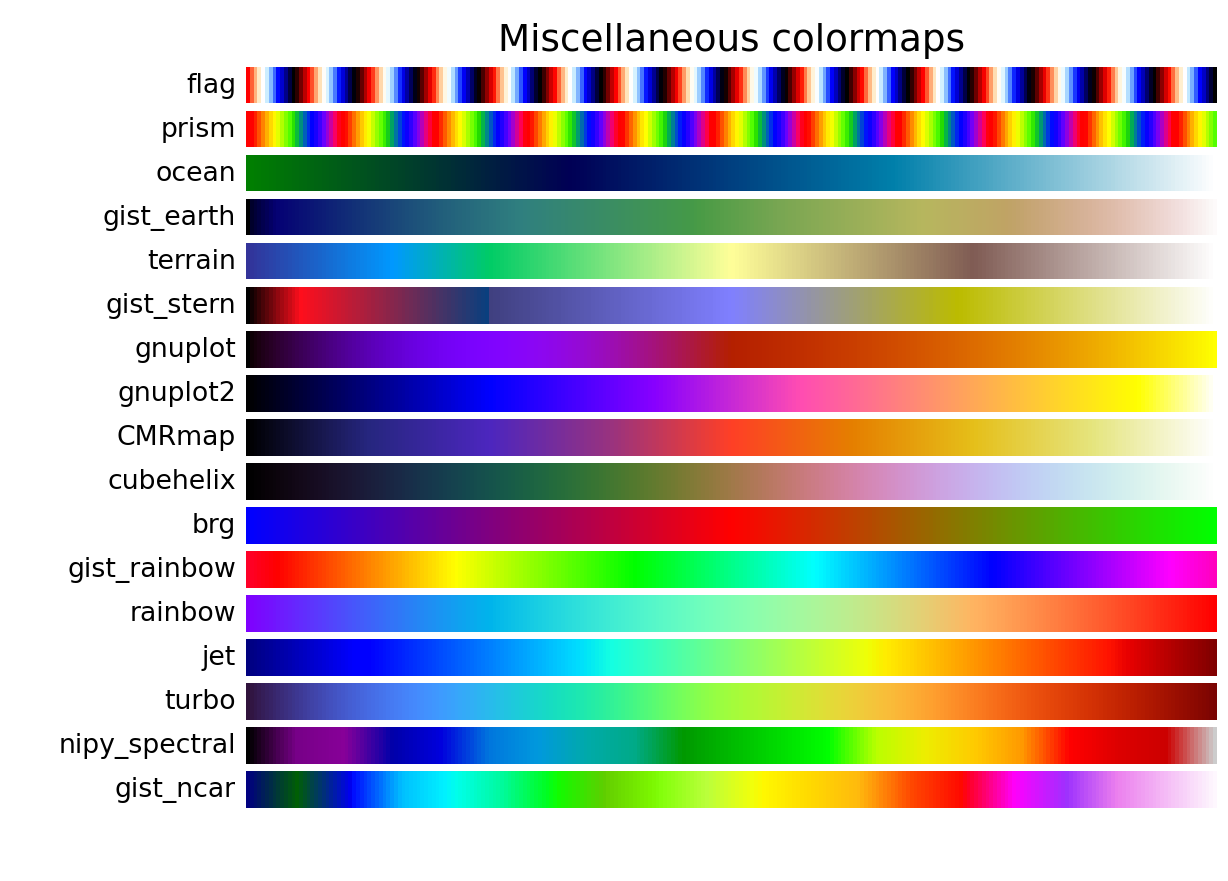 Miscellaneous colormaps
flag
prism
ocean
gist_earth
terrain
gist_stern
gnuplot
gnuplot2
CMRmap
cubehelix
brg
gist_rainbow
rainbow
jet
turbo
nipy_spectral
gist_ncar